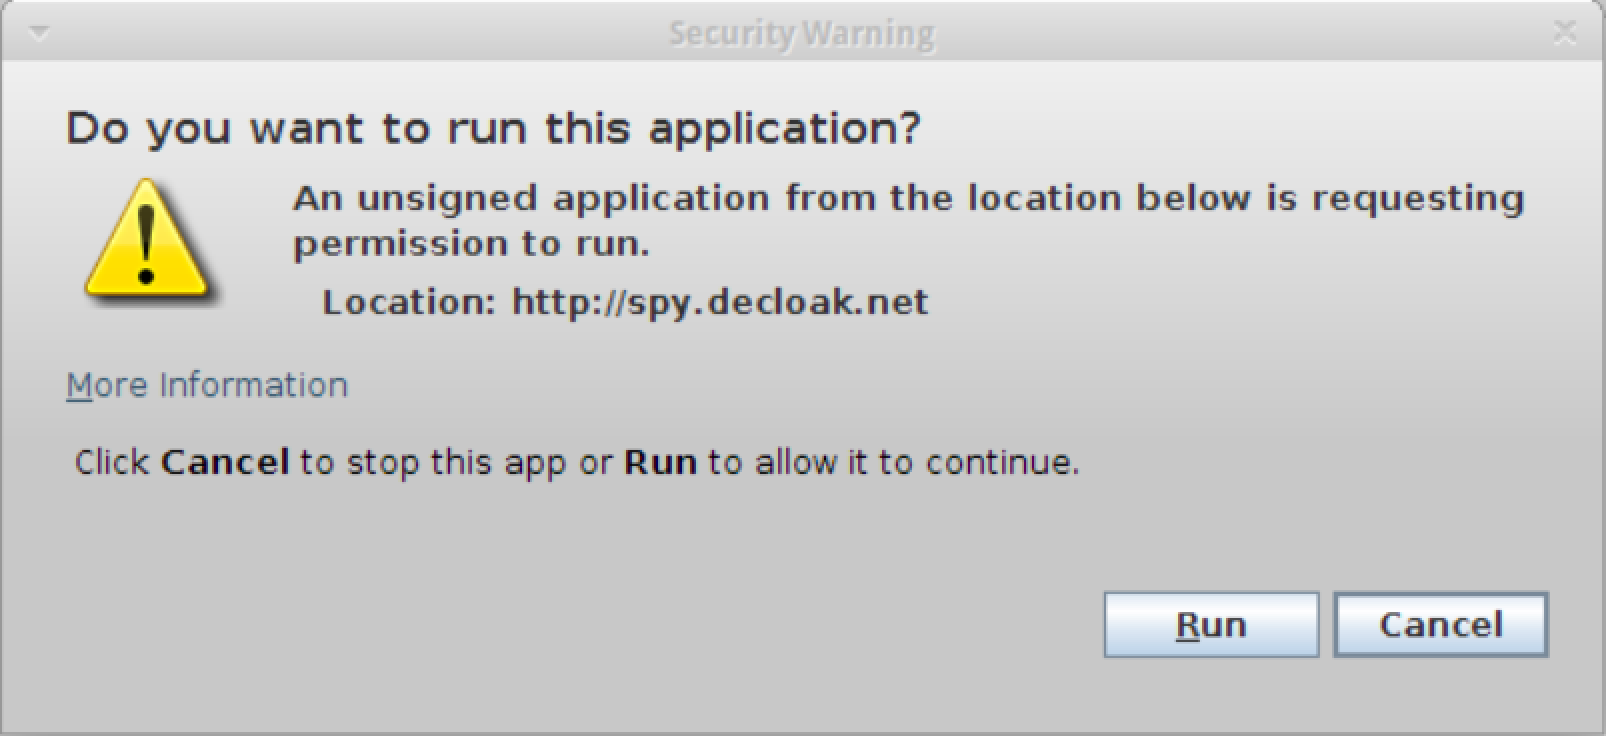 Security Warning
Do you want to run this application?
An unsigned application from the location below is requesting
permission to run.
Location: http://spy.decloak.net
More Information
Click Cancel to stop this app or Run to allow it to continue.
Run Cancel